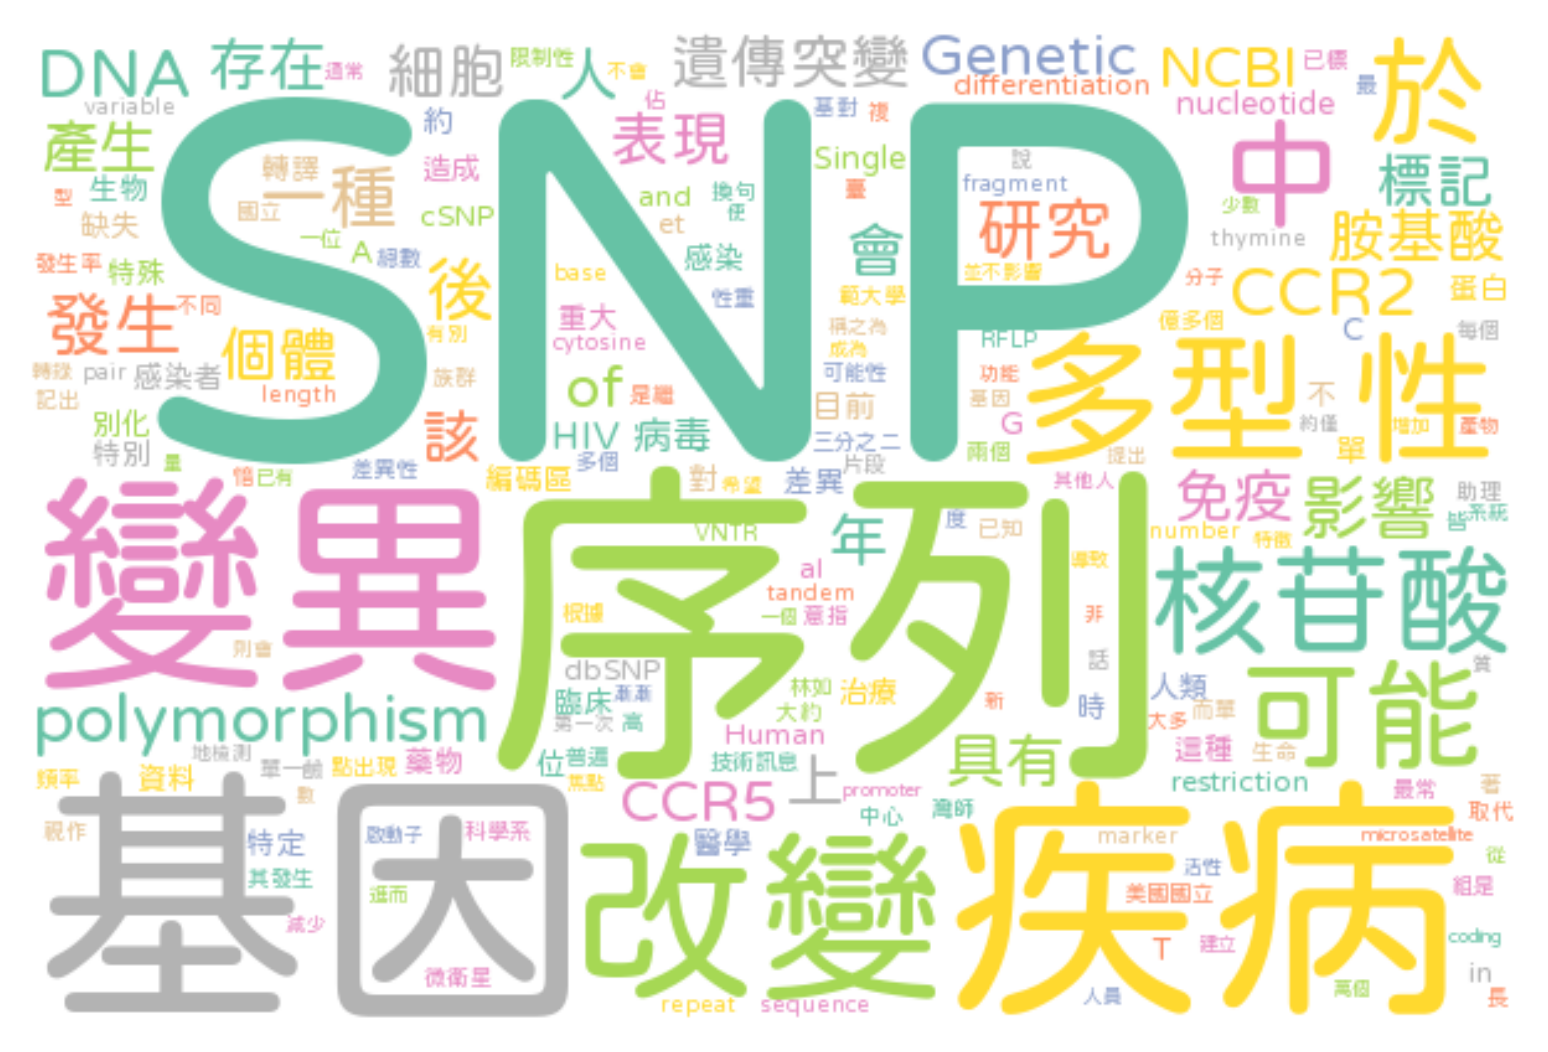 DNA
存在
通常
細胞
限制性
人
不會
遺傳突變
Genetic
differentiation
NCBI
已標
最
於
variable
產生
約
佔
表現
基對
複
nucleotide
SNP
中
標記
型
生物
缺失
轉譯
一種
國立
造成
cSNP
and
et
換句
便
Single
臺
說
fragment
研究
少數
thymine
胺基酸
發生率
特殊
一位
A
後
base
感染
性重
會
範大學
並不影響
分子
CCR2
蛋白
發生
不同
個體
有別
重大
cytosine
稱之為
成為
RFLP
億多個
C
每個
轉錄
記出
pair
感染者
length
族群
of
是繼
可能性
目前
功能
基因
多型性
不
約僅
增加
產物
別化
特別
量
已有
差異性
該
HIV
病毒
多個
三分之二
片段
G
兩個
提出
單
編碼區
對
希望
差異
其他人
免疫
影響
助理
皆
系統
變異
序列
VNTR
年
度
已知
number
特徵
al
tandem
一個
意指
根據
導致
非
核苷酸
則會
dbSNP
話
質
polymorphism
臨床
漸漸
第一次
高
林如
大約
治療
新
時
人類
大多
而單
可能
Human
位
普遍
焦點
技術訊息
具有
這種
生命
地檢測
頻率
資料
單一鹼
數
點出現
藥物
CCR5
上
promoter
中心
灣師
restriction
最常
著
取代
視作
基因
特定
其發生
減少
啟動子
科學系
進而
微衛星
改變
醫學
疾病
marker
活性
美國國立
microsatellite
從
組是
T
建立
coding
in
長
人員
萬個
repeat
sequence